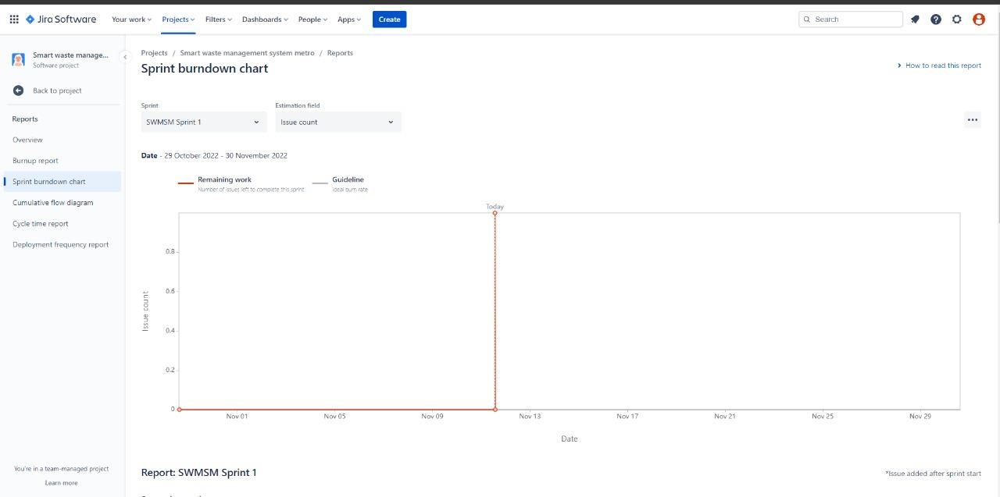 Jira Software Your work Projects Filters Dashboards People Apps Create Search
Smart waste manage...
Software project
Back to project
Reports
Overview
Burnup report
Sprint burndown chart
Cumulative flow diagram
Cycle time report
Deployment frequency report
You're in a team-managed project
Learn more
Projects / Smart waste management system metro / Reports
Sprint burndown chart
How to read this report
Sprint Estimation field
SWMSM Sprint 1 Issue count
Date - 29 October 2022 - 30 November 2022
Remaining work Guideline
Number of issues left to complete this sprint Ideal burn rate
Today
0.8
0.6
0.4
0.2
0
Issue count
Nov 01 Nov 05 Nov 09 Nov 13 Nov 17 Nov 21 Nov 25 Nov 29
Date
Report: SWMSM Sprint 1
*Issue added after sprint start